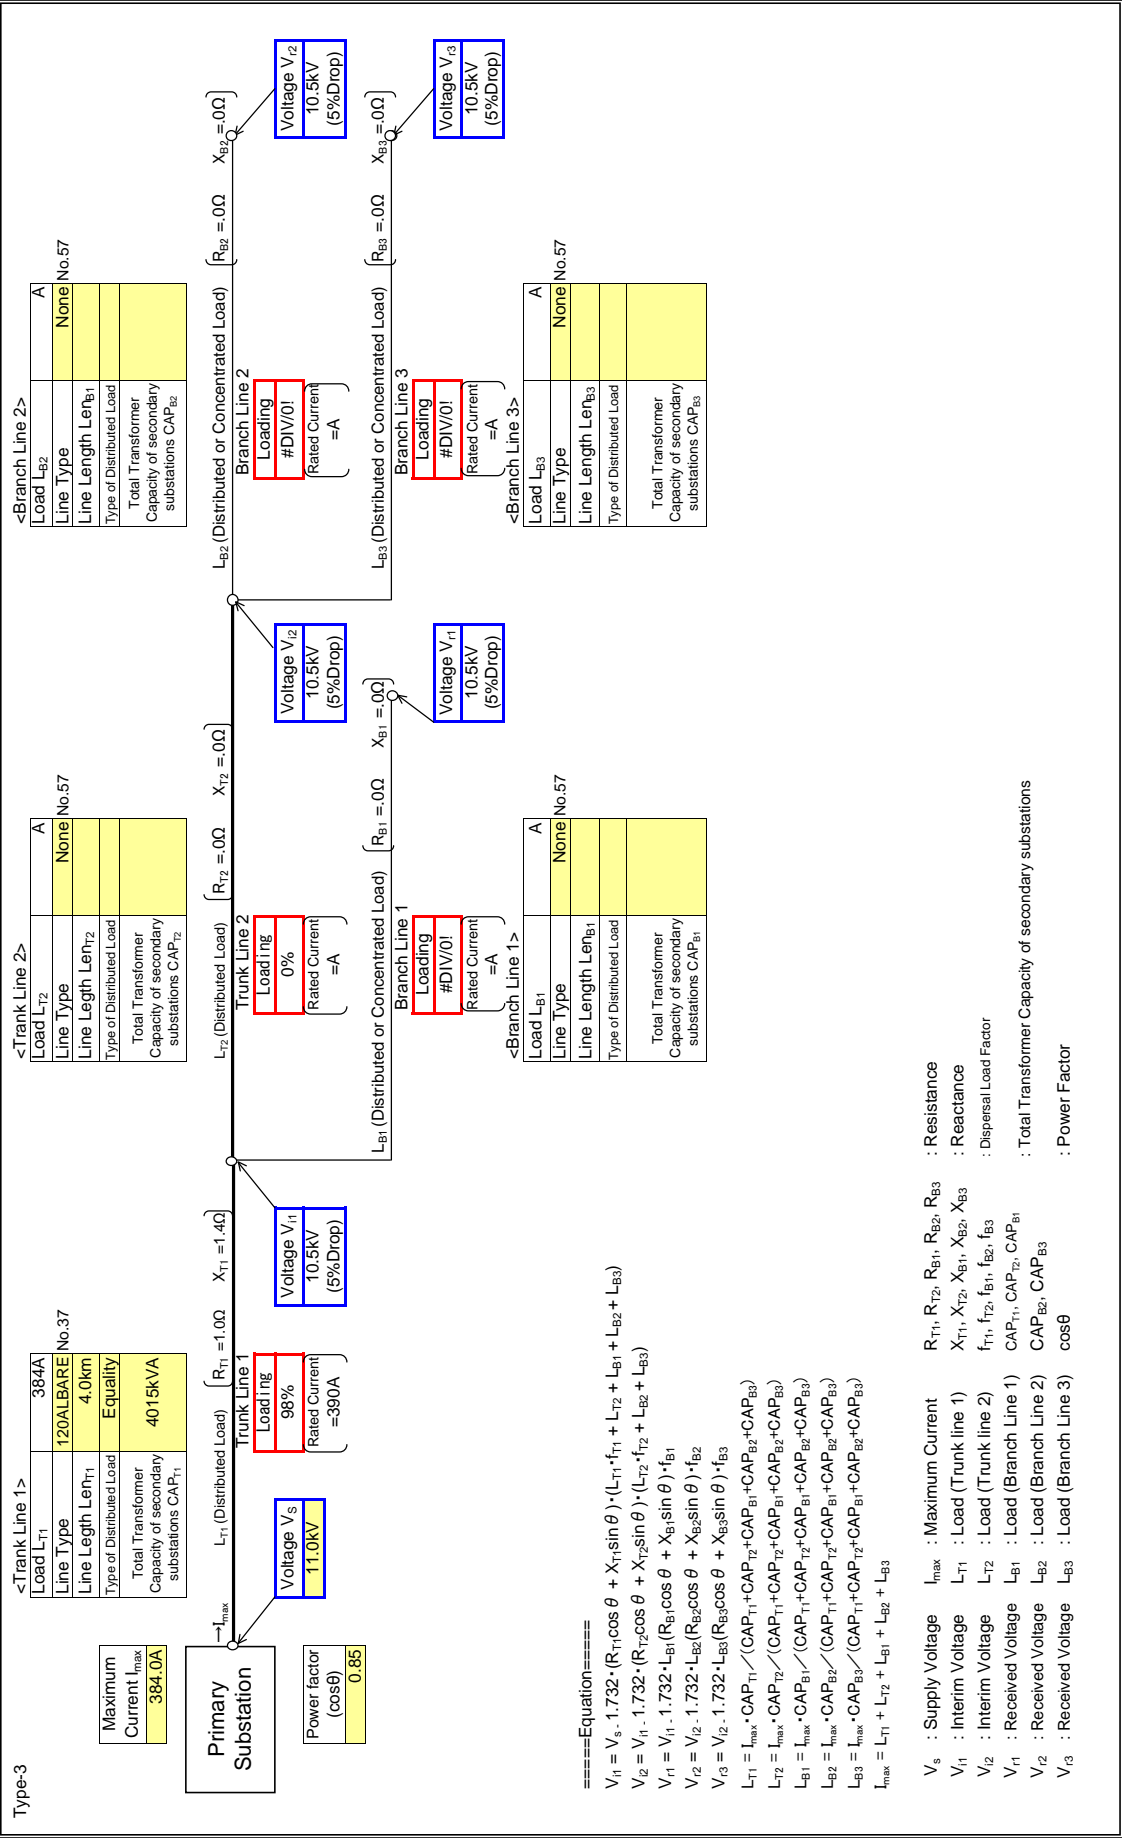 Type-3
Maximum
Current Imax
384.0A
Primary
Substation
Power factor
(cosθ)
0.85
→Imax
Voltage VS
11.0kV
<Trank Line 1>
Load LT1 384A
Line Type 120ALBARE No.37
Line Legth LenT1 4.0km
Type of Distributed Load Equality
Total Transformer
Capacity of secondary
substations CAPT1
4015kVA
LT1 (Distributed Load)
RT1 =1.0Ω XT1 =1.4Ω
Trunk Line 1
Loading
98%
Rated Current
=390A
Voltage Vi1
10.5kV
(5%Drop)
<Trank Line 2>
Load LT2 A
Line Type None No.57
Line Legth LenT2
Type of Distributed Load
Total Transformer
Capacity of secondary
substations CAPT2
LT2 (Distributed Load)
RT2 =.0Ω XT2 =.0Ω
Trunk Line 2
Loading
0%
Rated Current
=A
Voltage Vi2
10.5kV
(5%Drop)
LB1 (Distributed or Concentrated Load)
RB1 =.0Ω XB1 =.0Ω
Branch Line 1
Loading
#DIV/0!
Rated Current
=A
Voltage Vr1
10.5kV
(5%Drop)
<Branch Line 1>
Load LB1 A
Line Type None No.57
Line Length LenB1
Type of Distributed Load
Total Transformer
Capacity of secondary
substations CAPB1
<Branch Line 2>
Load LB2 A
Line Type None No.57
Line Length LenB1
Type of Distributed Load
Total Transformer
Capacity of secondary
substations CAPB2
LB2 (Distributed or Concentrated Load)
RB2 =.0Ω XB2 =.0Ω
Branch Line 2
Loading
#DIV/0!
Rated Current
=A
Voltage Vr2
10.5kV
(5%Drop)
LB3 (Distributed or Concentrated Load)
RB3 =.0Ω XB3 =.0Ω
Branch Line 3
Loading
#DIV/0!
Rated Current
=A
Voltage Vr3
10.5kV
(5%Drop)
<Branch Line 3>
Load LB3 A
Line Type None No.57
Line Length LenB3
Type of Distributed Load
Total Transformer
Capacity of secondary
substations CAPB3
=====Equation=====
Vi1 = Vs - 1.732・(RT1cos θ + XT1sin θ)・(LT1・fT1 + LT2 + LB1 + LB2 + LB3)
Vi2 = Vi1 - 1.732・(RT2cos θ + XT2sin θ)・(LT2・fT2 + LB2 + LB3)
Vr1 = Vi1 - 1.732・LB1(RB1cos θ + XB1sin θ)・fB1
Vr2 = Vi2 - 1.732・LB2(RB2cos θ + XB2sin θ)・fB2
Vr3 = Vi2 - 1.732・LB3(RB3cos θ + XB3sin θ)・fB3
LT1 = Imax・CAPT1／(CAPT1+CAPT2+CAPB1+CAPB2+CAPB3)
LT2 = Imax・CAPT2／(CAPT1+CAPT2+CAPB1+CAPB2+CAPB3)
LB1 = Imax・CAPB1／(CAPT1+CAPT2+CAPB1+CAPB2+CAPB3)
LB2 = Imax・CAPB2／(CAPT1+CAPT2+CAPB1+CAPB2+CAPB3)
LB3 = Imax・CAPB3／(CAPT1+CAPT2+CAPB1+CAPB2+CAPB3)
Imax = LT1 + LT2 + LB1 + LB2 + LB3
Vs : Supply Voltage Imax : Maximum Current RT1, RT2, RB1, RB2, RB3 : Resistance
Vi1 : Interim Voltage LT1 : Load (Trunk line 1) XT1, XT2, XB1, XB2, XB3 : Reactance
Vi2 : Interim Voltage LT2 : Load (Trunk line 2) fT1, fT2, fB1, fB2, fB3 : Dispersal Load Factor
Vr1 : Received Voltage LB1 : Load (Branch Line 1) CAPT1, CAPT2, CAPB1
Vr2 : Received Voltage LB2 : Load (Branch Line 2) CAPB2, CAPB3 : Total Transformer Capacity of secondary substations
Vr3 : Received Voltage LB3 : Load (Branch Line 3) cosθ : Power Factor